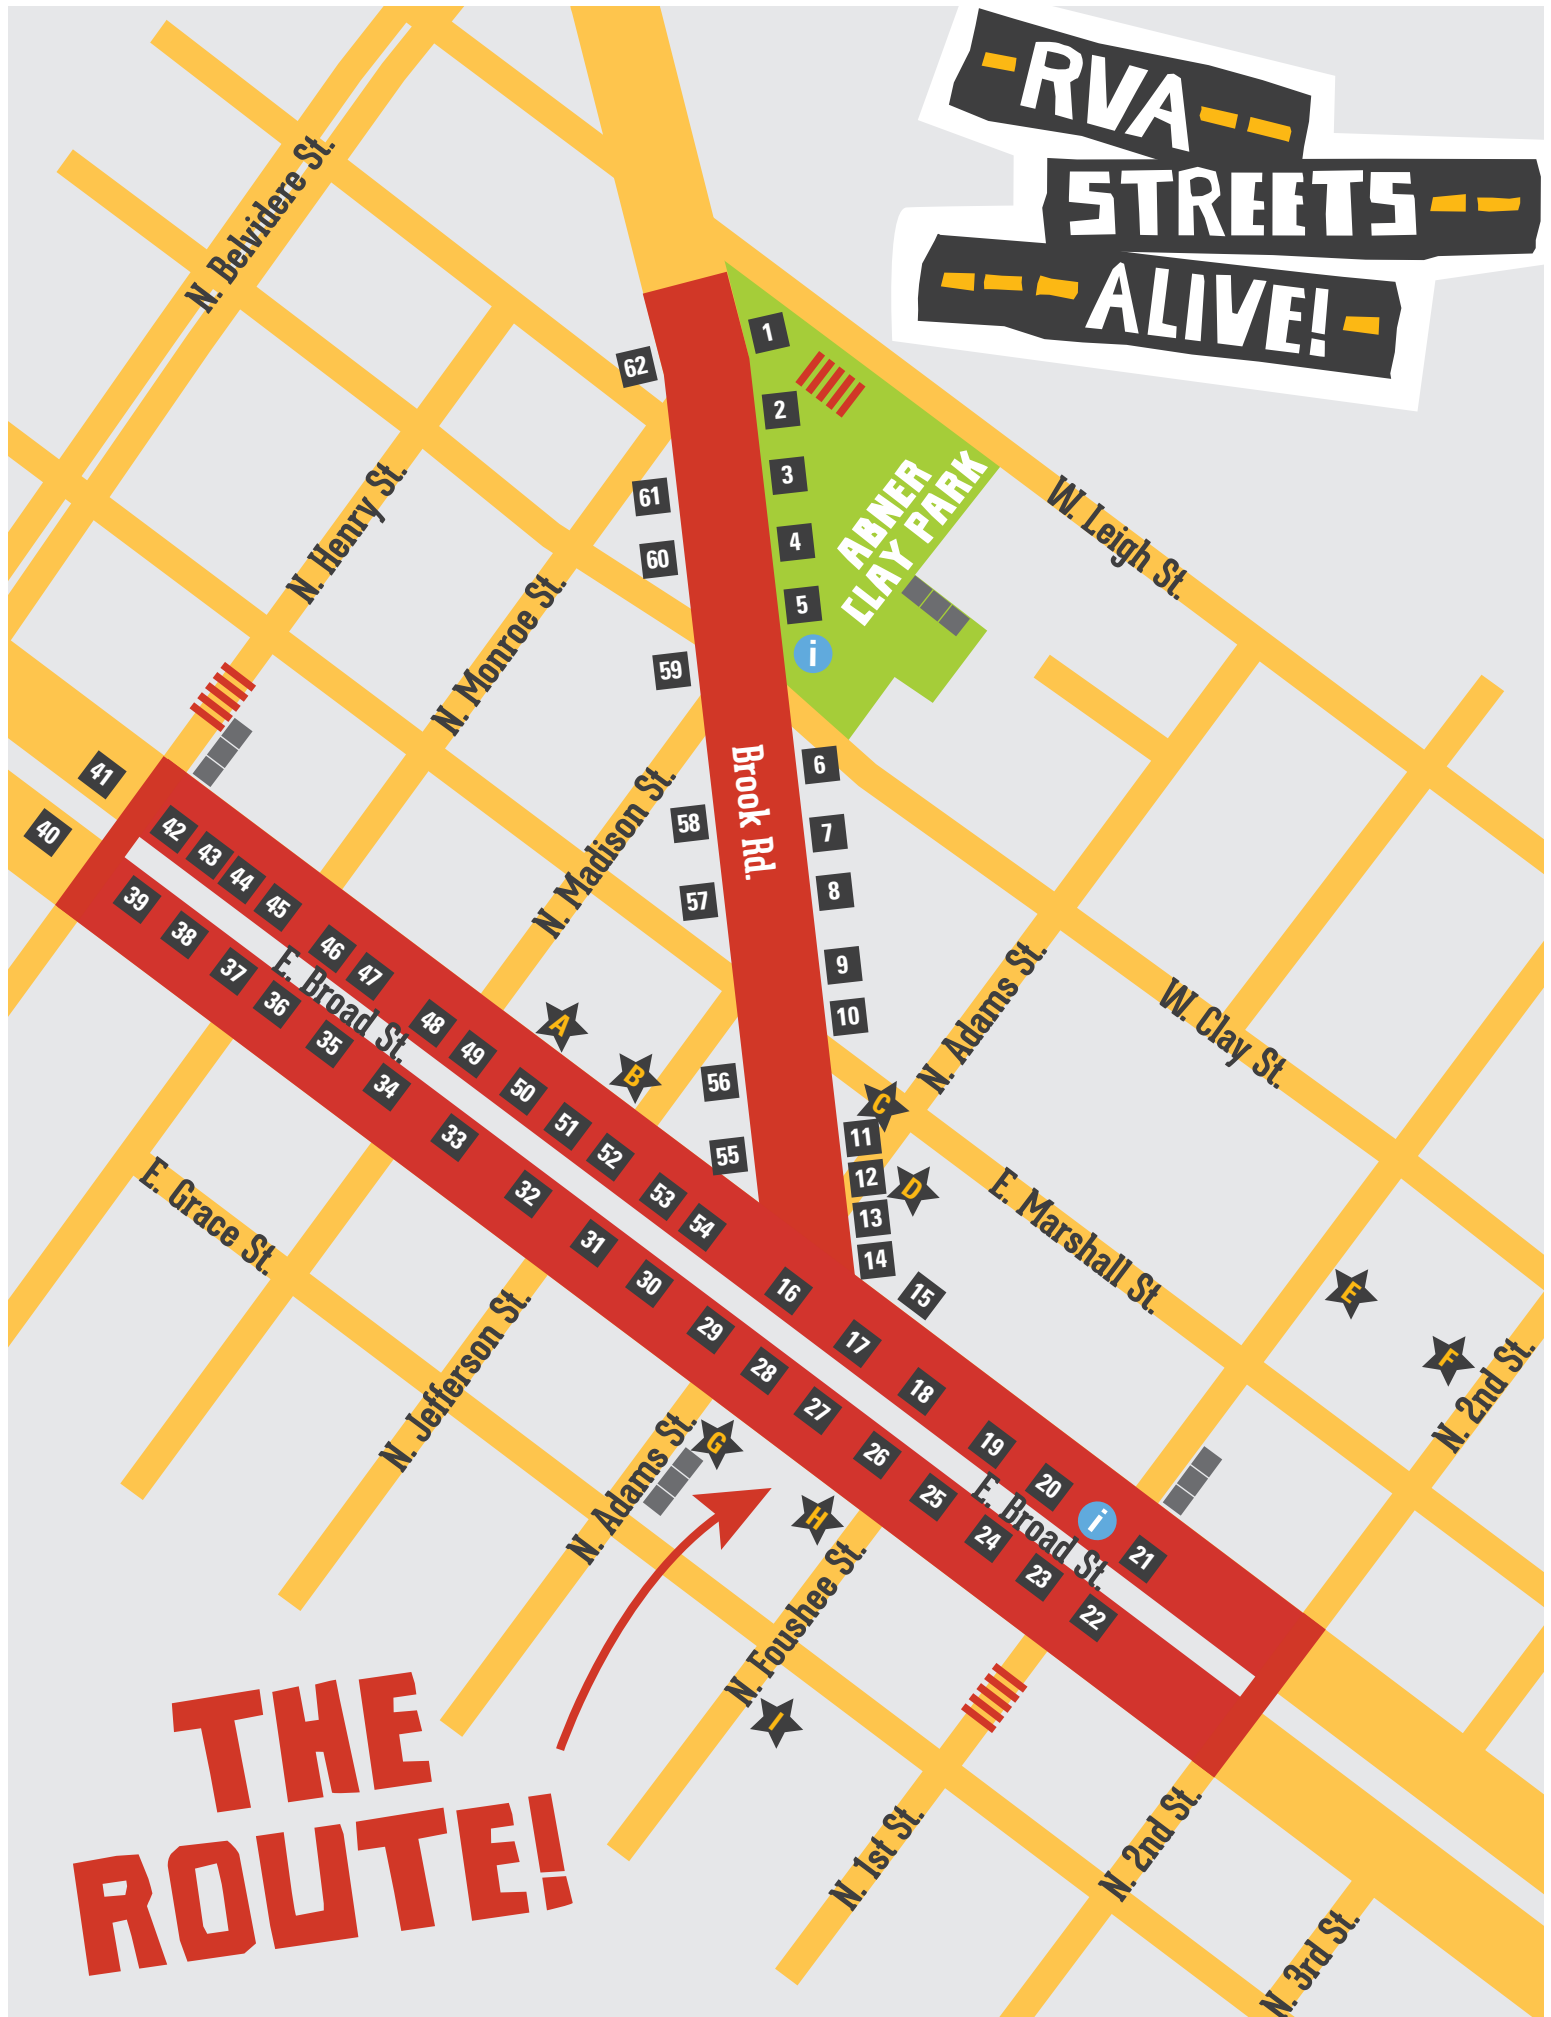 RVA
STREETS
ALIVE!
N. Belvidere St.
1
62
2
3
61
ABNER
CLAY PARK
W. Leigh St.
N. Henry St.
4
60
5
i
N. Monroe St.
59
Brook Rd.
6
41
N. Madison St.
58
7
40
42
43
44
45
46
47
48
49
50
51
52
53
54
39
38
37
36
35
34
33
32
31
30
29
28
27
26
25
24
23
22
E. Broad St.
57
8
9
10
A
B
56
55
N. Adams St.
W. Clay St.
C
11
12
D
13
14
15
E. Marshall St.
E. Grace St.
16
17
18
19
20
i
21
E. Broad St.
E
F
N. 2nd St.
N. Jefferson St.
N. Adams St.
G
H
N. Foushee St.
I
THE
ROUTE!
N. 1st St.
N. 2nd St.
N. 3rd St.